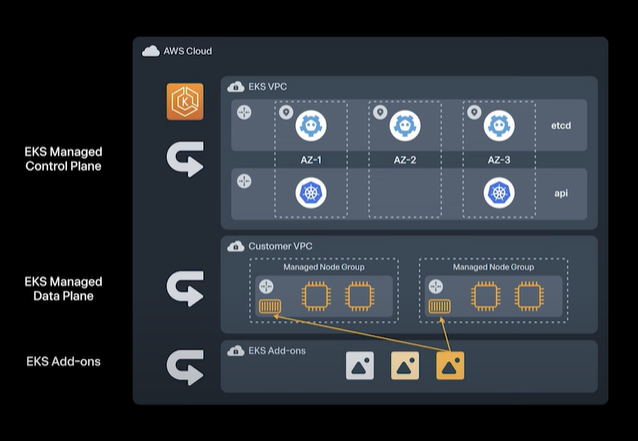 AWS Cloud
EKS VPC
etcd
EKS Managed
Control Plane
AZ-1
AZ-2
AZ-3
api
Customer VPC
Managed Node Group
Managed Node Group
EKS Managed
Data Plane
EKS Add-ons
EKS Add-ons